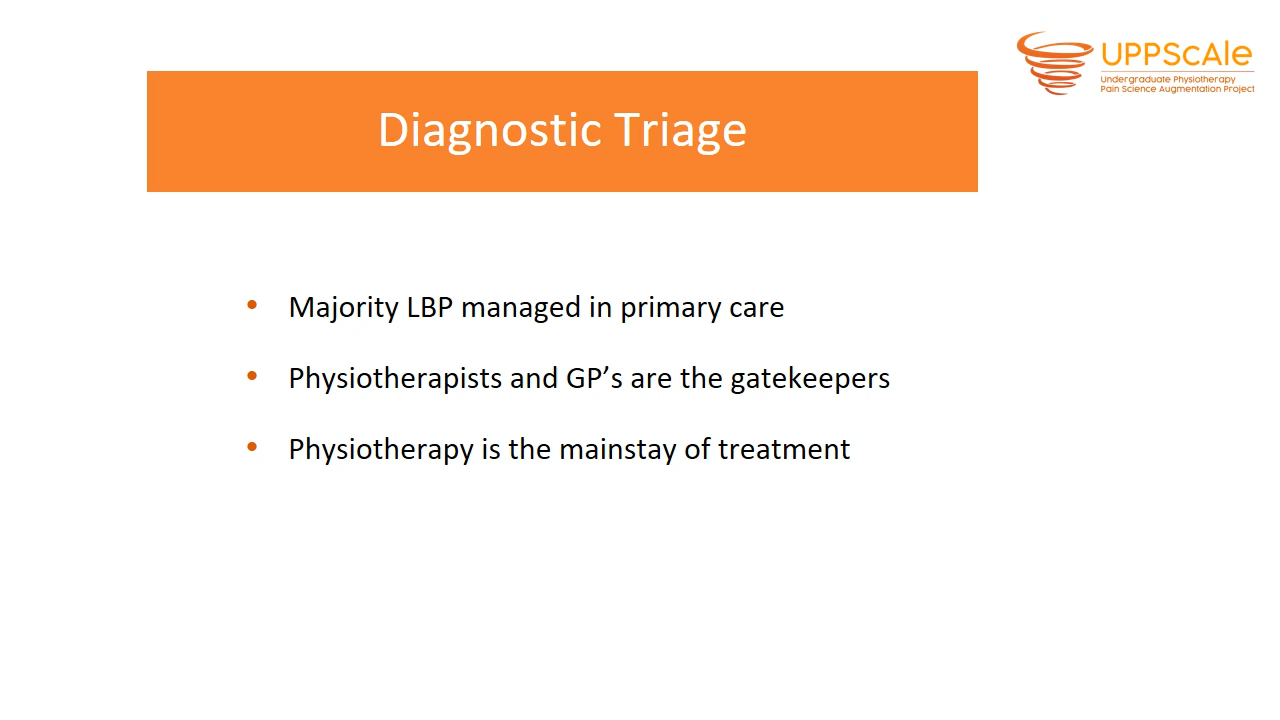 UPPScAle
Undergraduate Physiotherapy
Pain Science Augmentation Project
Diagnostic Triage
• Majority LBP managed in primary care
• Physiotherapists and GP’s are the gatekeepers
• Physiotherapy is the mainstay of treatment